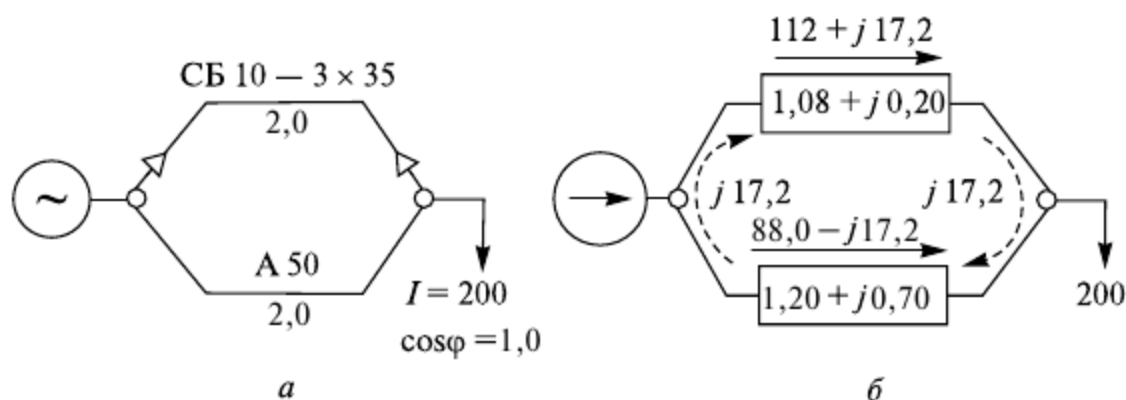 СБ 10 — 3 × 35
2,0
~
А 50
2,0
I = 200
cosφ =1,0
а
112 + j 17,2
1,08 + j 0,20
j 17,2
j 17,2
88,0 – j17,2
1,20 + j0,70
200
б